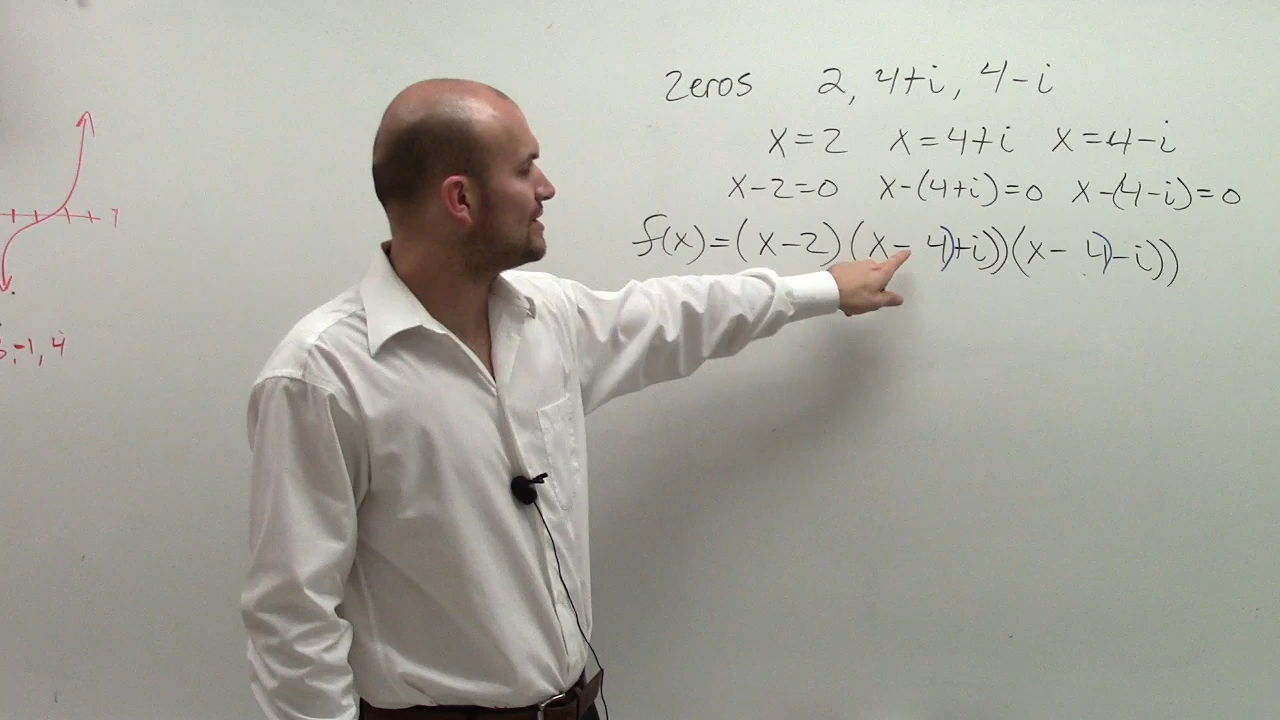 zeros 2, 4+i, 4-i
x=2 x=4+i x=4-i
x-2=0 x-(4+i)=0 x-(4-i)=0
f(x)=(x-2)(x- 4)+i))(x- 4)-i))
-1, 4